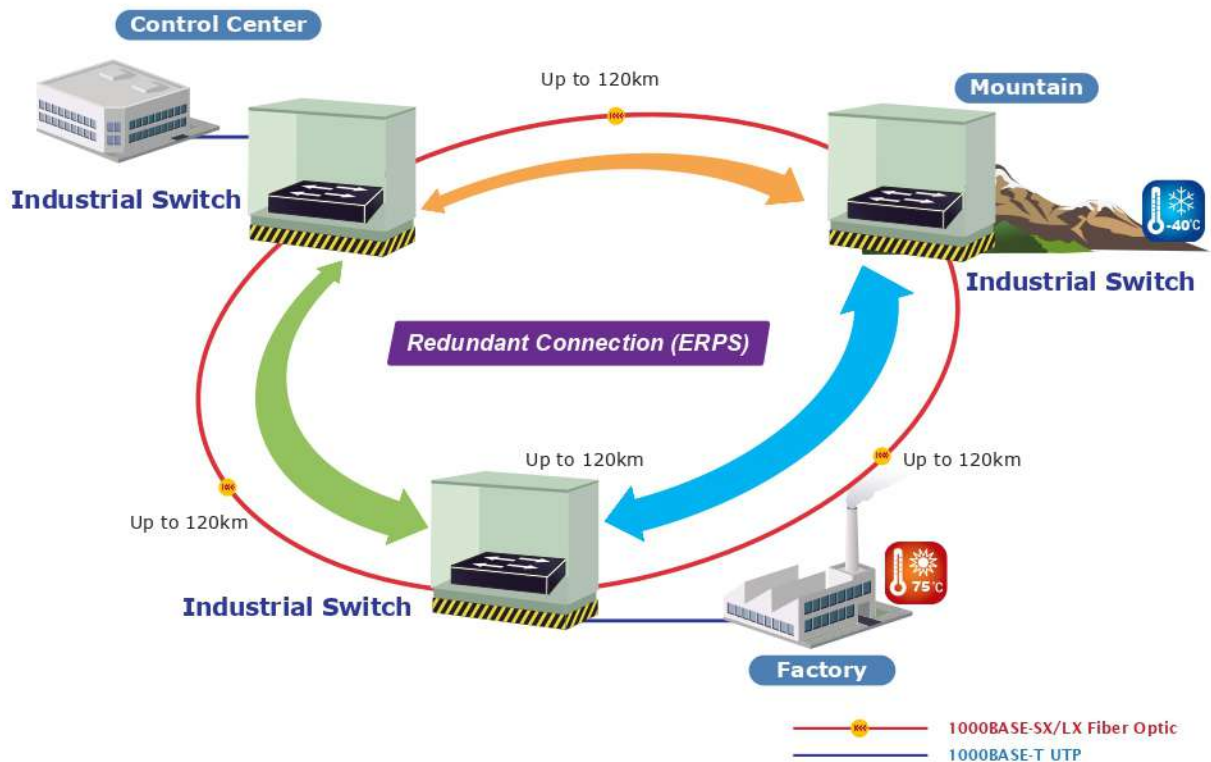 Control Center
Up to 120km
Mountain
Industrial Switch
-40°C
Industrial Switch
Redundant Connection (ERPS)
Up to 120km
Up to 120km
Up to 120km
75°C
Industrial Switch
Factory
1000BASE-SX/LX Fiber Optic
1000BASE-T UTP